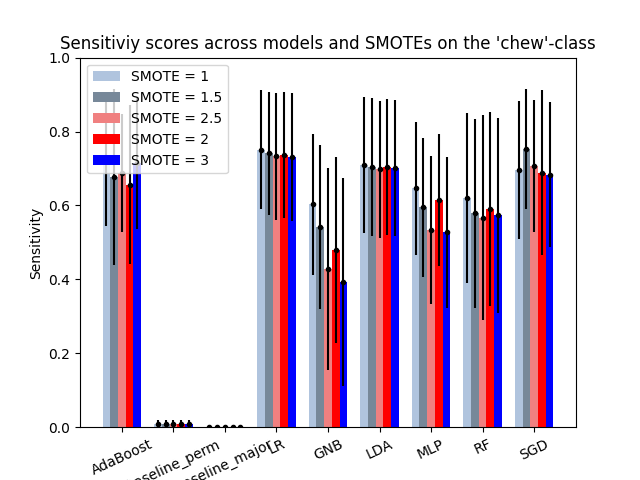 Sensitiviy scores across models and SMOTEs on the 'chew'-class
SMOTE = 1
SMOTE = 1.5
SMOTE = 2.5
SMOTE = 2
SMOTE = 3
Sensitivity
1.0
0.8
0.6
0.4
0.2
0.0
AdaBoost
seline_perm
seline_major
LR
GNB
LDA
MLP
RF
SGD